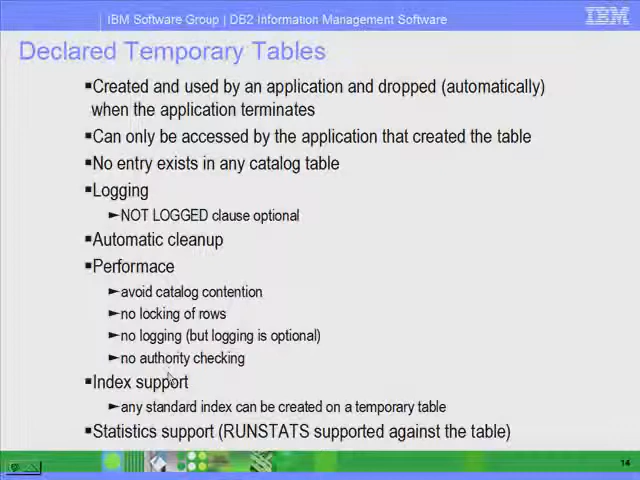 IBM Software Group | DB2 Information Management Software
IBM
Declared Temporary Tables
▪Created and used by an application and dropped (automatically)
when the application terminates
▪Can only be accessed by the application that created the table
▪No entry exists in any catalog table
▪Logging
►NOT LOGGED clause optional
▪Automatic cleanup
▪Performace
►avoid catalog contention
►no locking of rows
►no logging (but logging is optional)
►no authority checking
▪Index support
►any standard index can be created on a temporary table
▪Statistics support (RUNSTATS supported against the table)
14